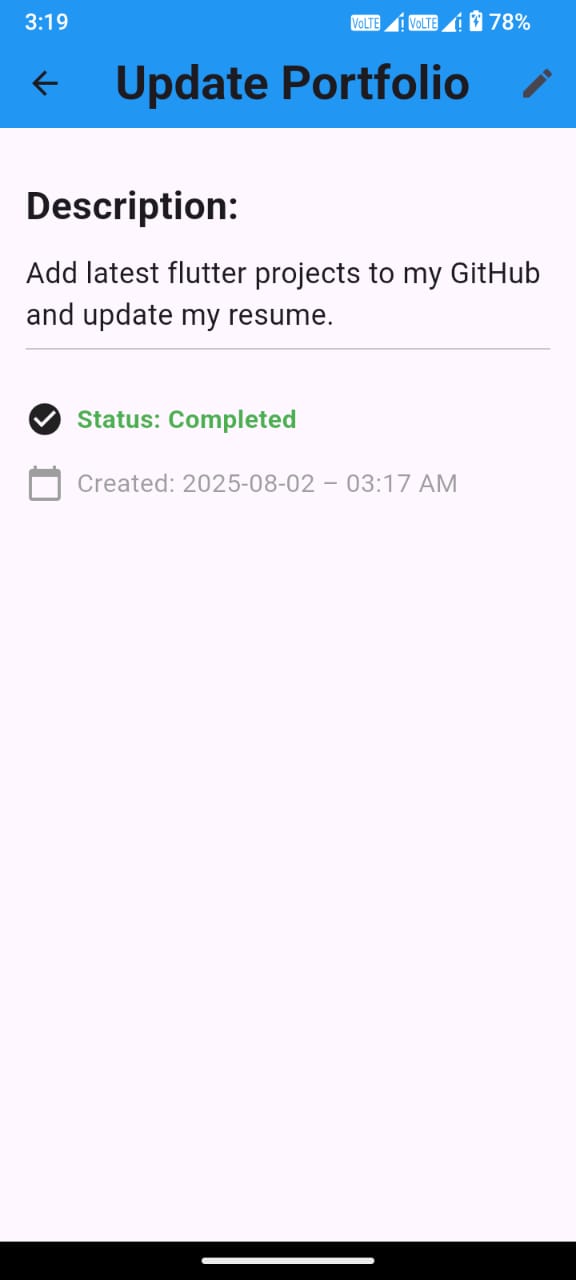 3:19 VoLTE VoLTE 78%
Update Portfolio
Description:
Add latest flutter projects to my GitHub
and update my resume.
Status: Completed
Created: 2025-08-02 – 03:17 AM